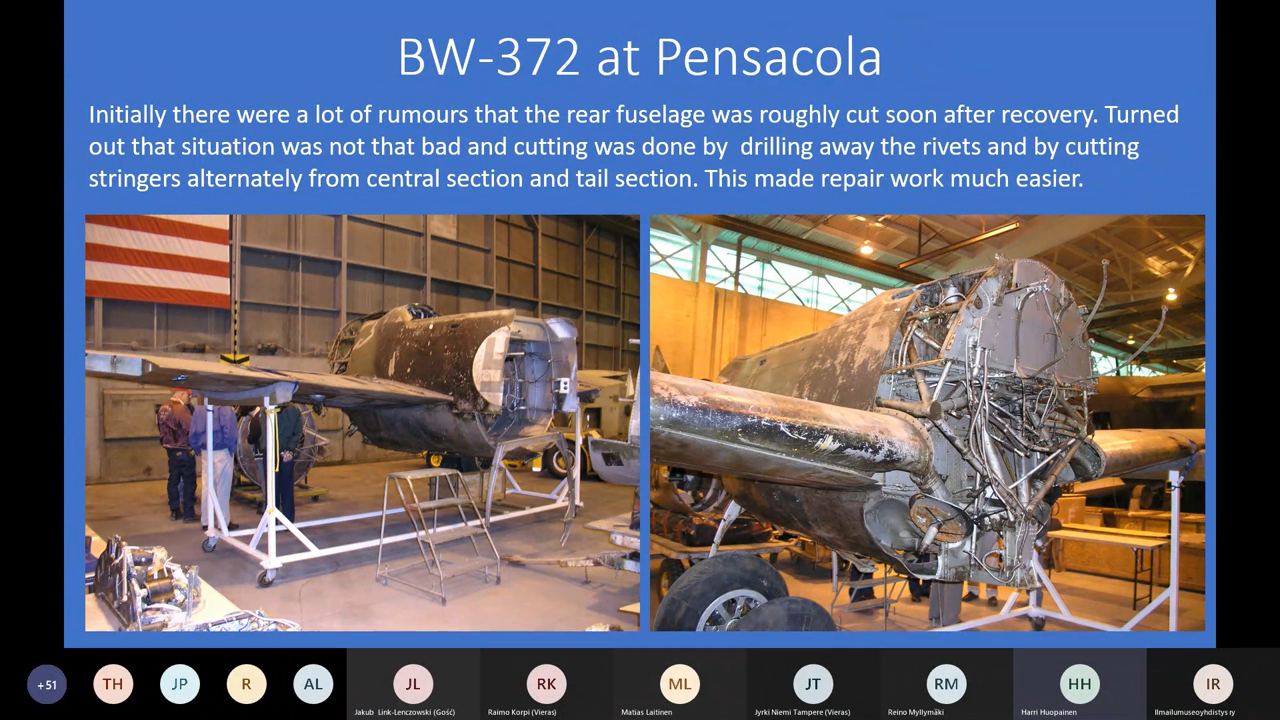 BW-372 at Pensacola
Initially there were a lot of rumours that the rear fuselage was roughly cut soon after recovery. Turned
out that situation was not that bad and cutting was done by  drilling away the rivets and by cutting
stringers alternately from central section and tail section. This made repair work much easier.
+51
TH
JP
R
AL
JL
RK
ML
JT
RM
HH
IR
Jakub Link-Lenczowski (Gość)
Raimo Korpi (Vieras)
Matias Laitinen
Jyrki Niemi Tampere (Vieras)
Reino Myllymäki
Harri Huopainen
Ilmailumuseoyhdistys ry